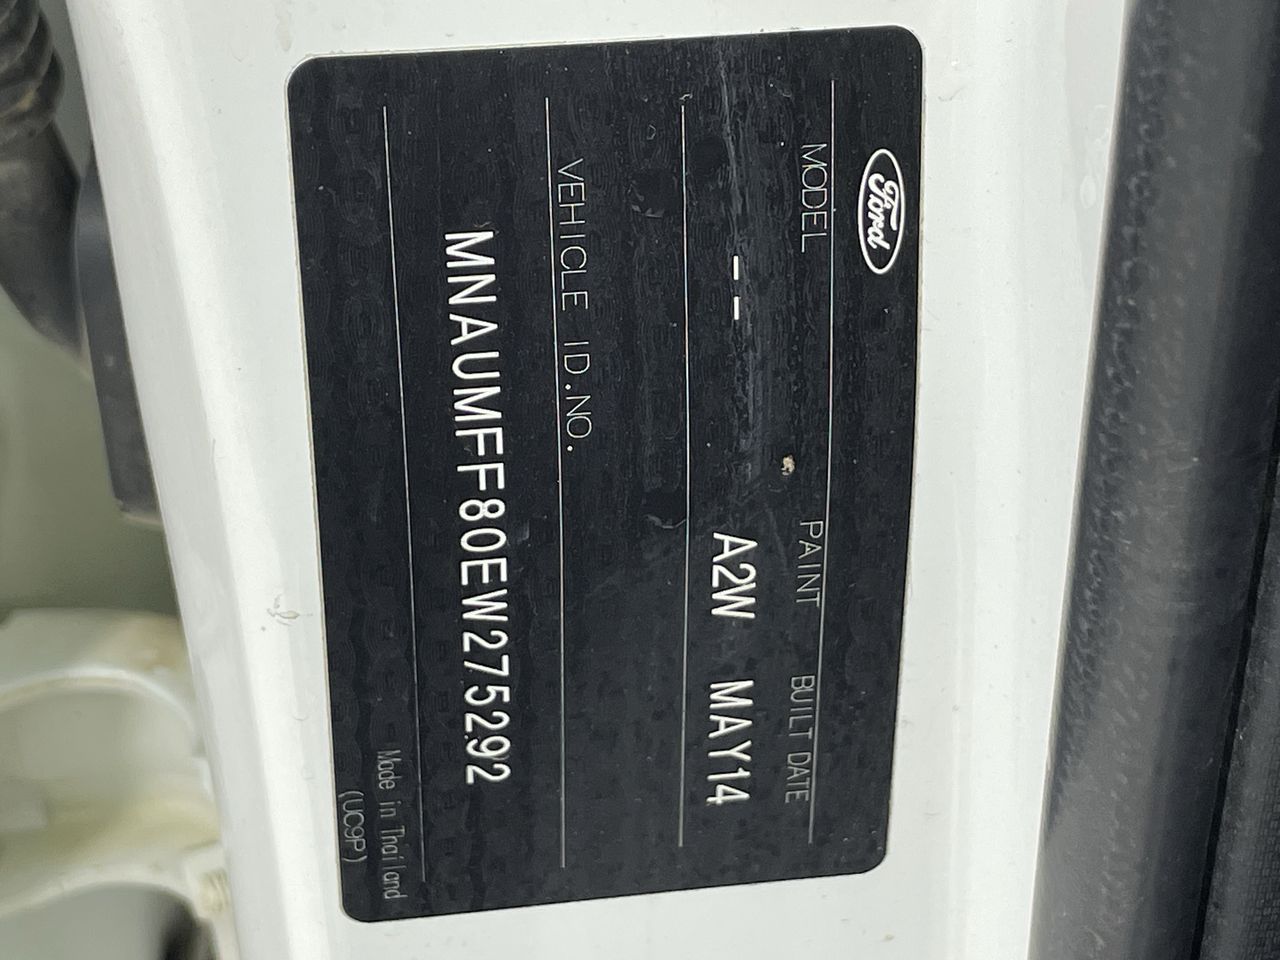 Ford
MODEL PAINT BUILT DATE
-- A2W MAY14
VEHICLE ID.NO.
MNAUMFF80EW275292
Made in Thailand
(UC9P)